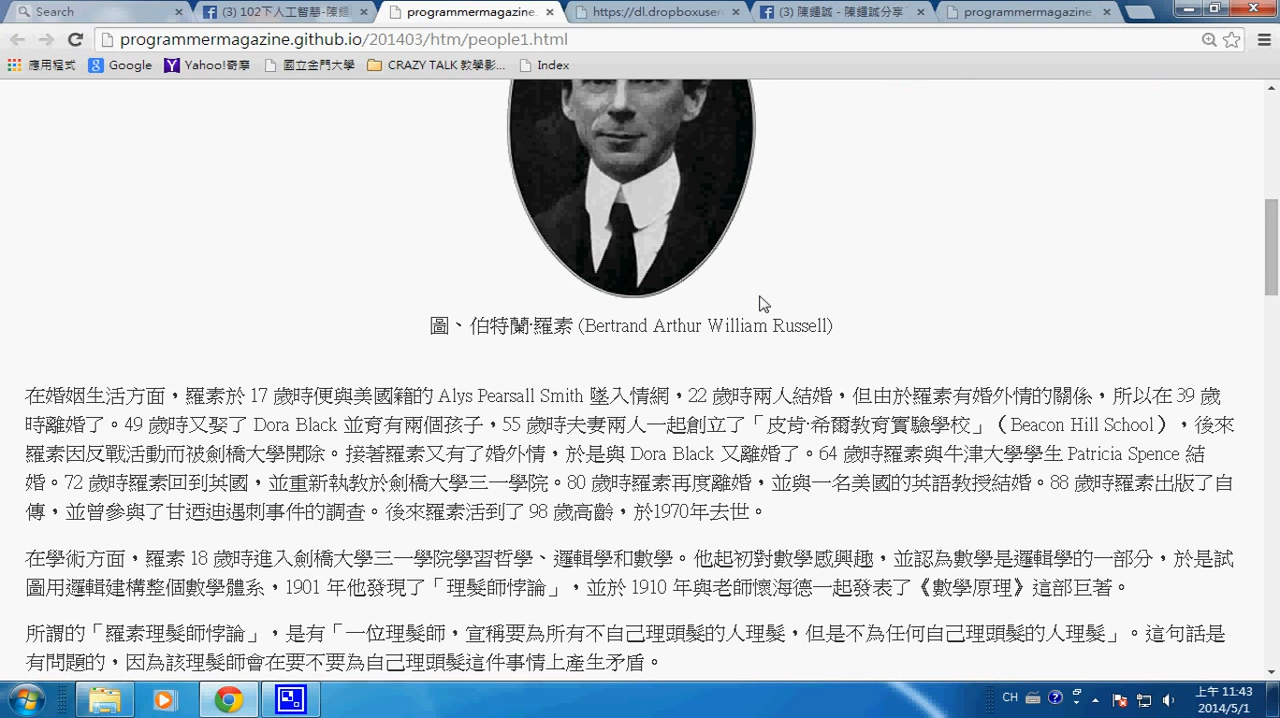 Search
(3) 102下人工智慧-陳鍾
programmermagazine.
https://dl.dropboxuser
(3) 陳鍾誠 - 陳鍾誠分享
programmermagazine
programmermagazine.github.io/201403/htm/people1.html
應用程式
Google
Yahoo!奇摩
國立金門大學
CRAZY TALK 教學影...
Index
圖、伯特蘭·羅素 (Bertrand Arthur William Russell)
在婚姻生活方面，羅素於 17 歲時便與美國籍的 Alys Pearsall Smith 墜入情網，22 歲時兩人結婚，但由於羅素有婚外情的關係，所以在 39 歲
時離婚了。49 歲時又娶了 Dora Black 並育有兩個孩子，55 歲時夫妻兩人一起創立了「皮肯·希爾教育實驗學校」（Beacon Hill School），後來
羅素因反戰活動而被劍橋大學開除。接著羅素又有了婚外情，於是與 Dora Black 又離婚了。64 歲時羅素與牛津大學學生 Patricia Spence 結
婚。72 歲時羅素回到英國，並重新執教於劍橋大學三一學院。80 歲時羅素再度離婚，並與一名美國的英語教授結婚。88 歲時羅素出版了自
傳，並曾參與了甘迺迪遇刺事件的調查。後來羅素活到了 98 歲高齡，於1970年去世。
在學術方面，羅素 18 歲時進入劍橋大學三一學院學習哲學、邏輯學和數學。他起初對數學感興趣，並認為數學是邏輯學的一部分，於是試
圖用邏輯建構整個數學體系，1901 年他發現了「理髮師悖論」，並於 1910 年與老師懷海德一起發表了《數學原理》這部巨著。
所謂的「羅素理髮師悖論」，是有「一位理髮師，宣稱要為所有不自己理頭髮的人理髮，但是不為任何自己理頭髮的人理髮」。這句話是
有問題的，因為該理髮師會在要不要為自己理頭髮這件事情上產生矛盾。
CH
上午 11:43
2014/5/1